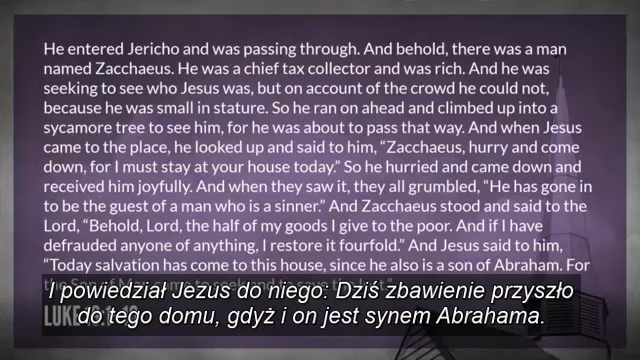 He entered Jericho and was passing through. And behold, there was a man
named Zacchaeus. He was a chief tax collector and was rich. And he was
seeking to see who Jesus was, but on account of the crowd he could not,
because he was small in stature. So he ran on ahead and climbed up into a
sycamore tree to see him, for he was about to pass that way. And when Jesus
came to the place, he looked up and said to him, “Zacchaeus, hurry and come
down, for I must stay at your house today.” So he hurried and came down and
received him joyfully. And when they saw it, they all grumbled, “He has gone in
to be the guest of a man who is a sinner.” And Zacchaeus stood and said to the
Lord, “Behold, Lord, the half of my goods I give to the poor. And if I have
defrauded anyone of anything, I restore it fourfold.” And Jesus said to him,
“Today salvation has come to this house, since he also is a son of Abraham. For
I powiedział Jezus do niego: Dziś zbawienie przyszło
do tego domu, gdyż i on jest synem Abrahama.
LUKE